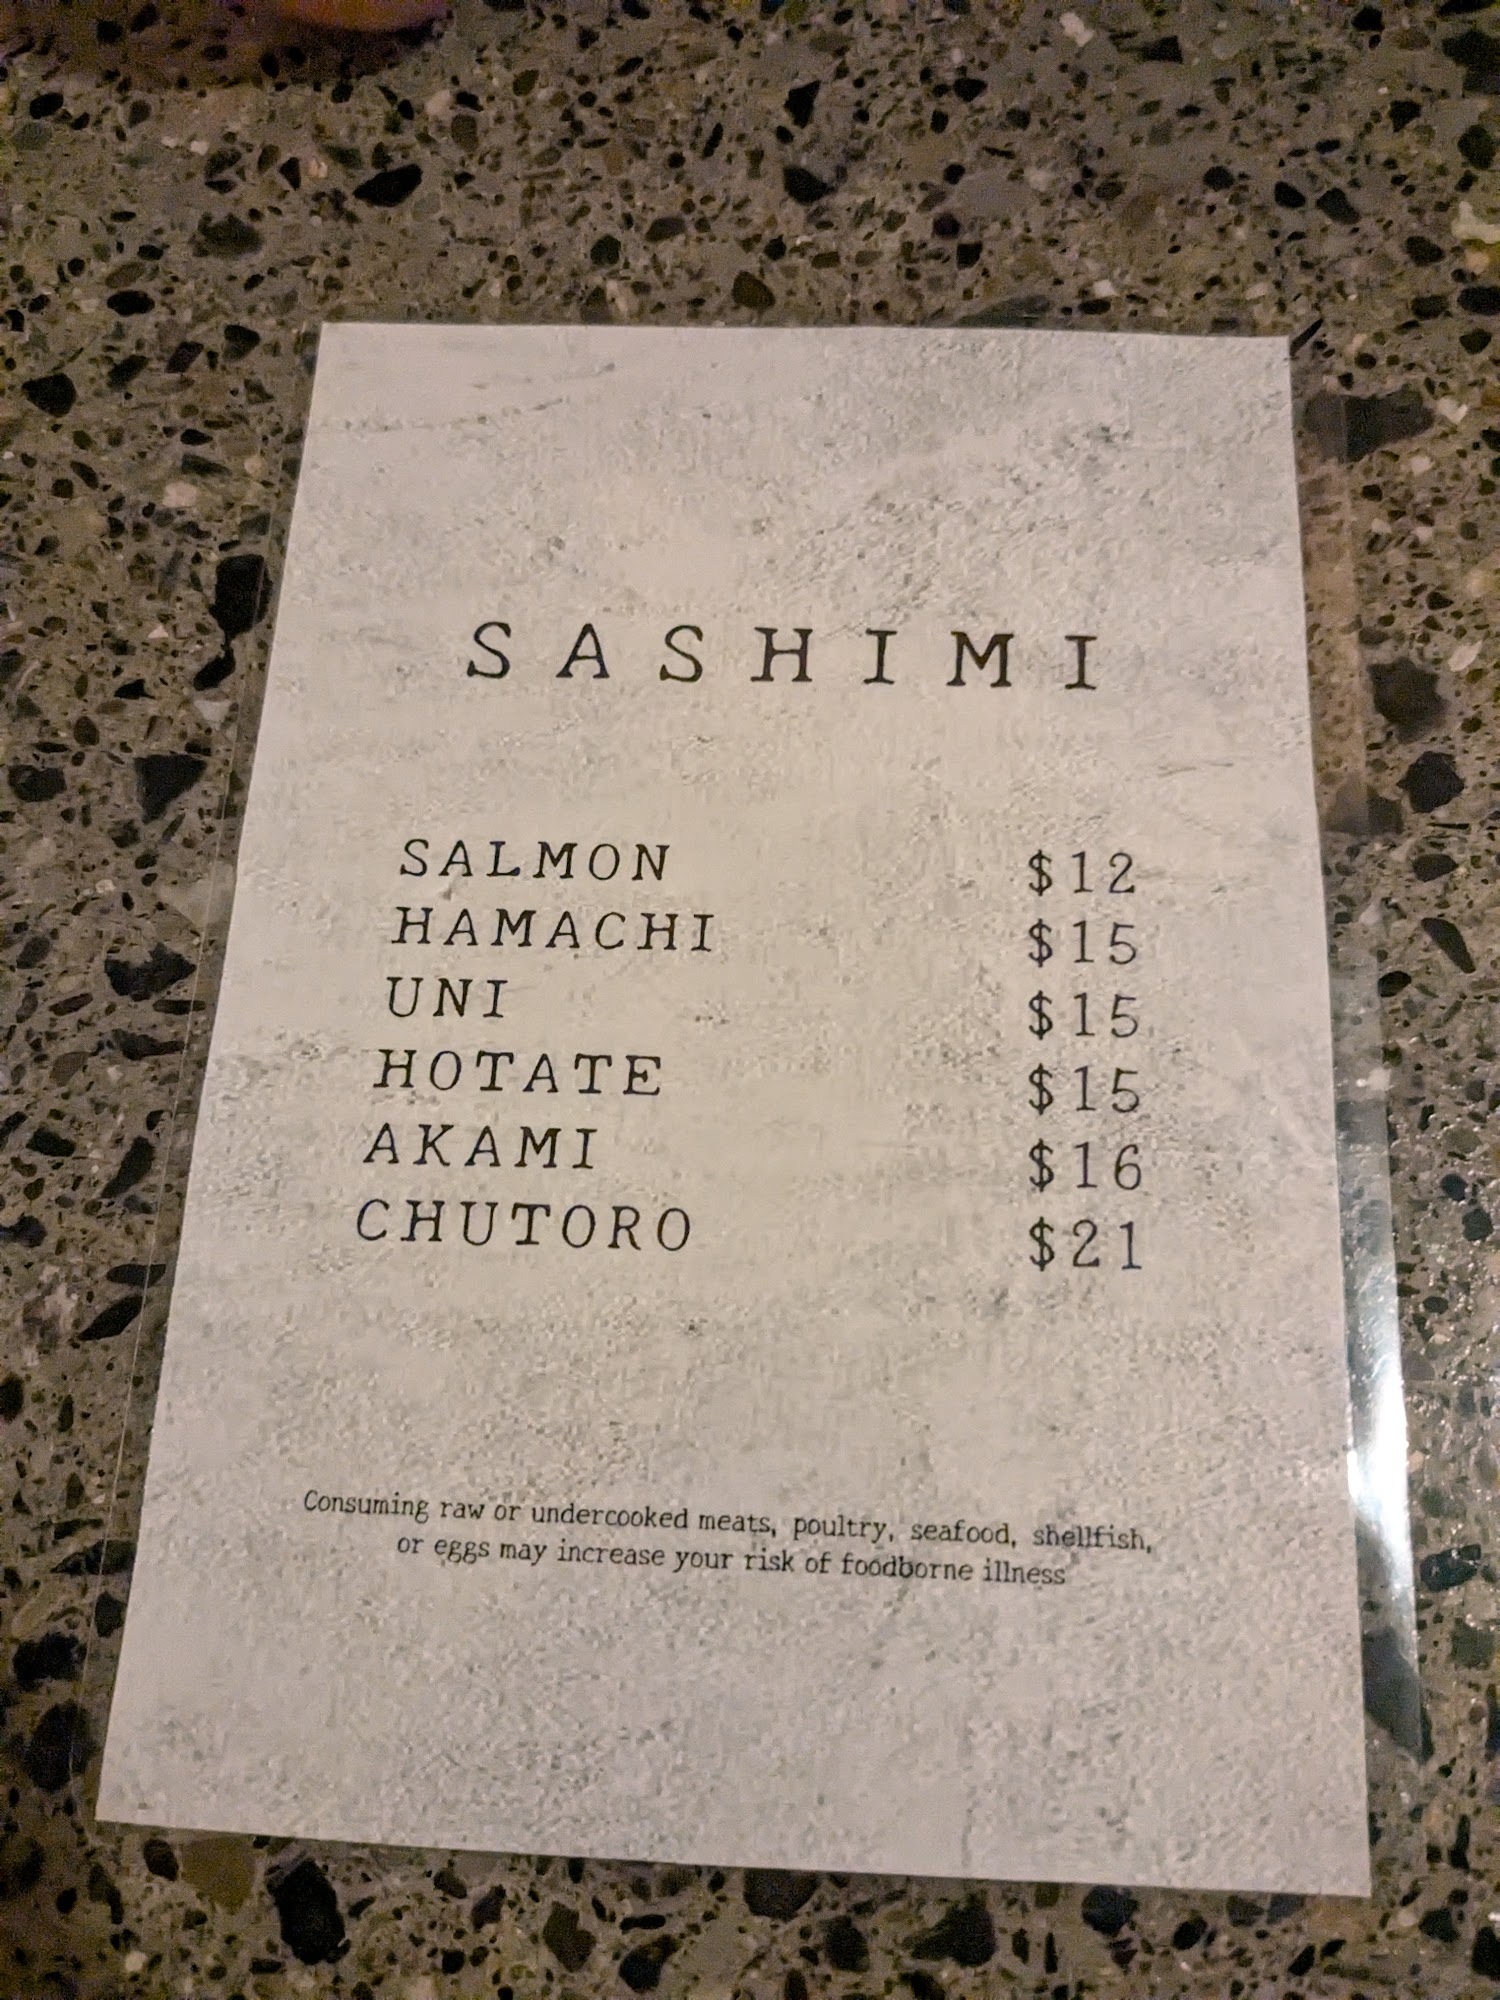 SASHIMI
SALMON $12
HAMACHI $15
UNI $15
HOTATE $15
AKAMI $16
CHUTORO $21
Consuming raw or undercooked meats, poultry, seafood, shellfish,
or eggs may increase your risk of foodborne illness